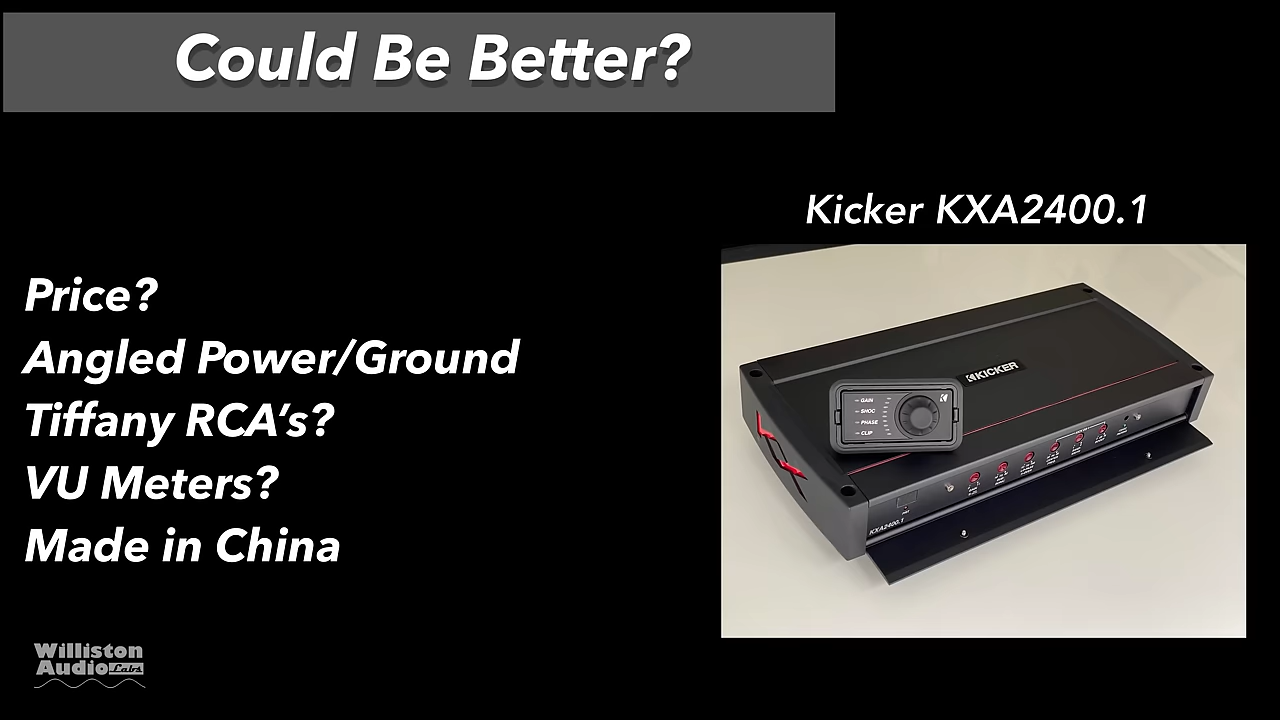 Could Be Better?
Kicker KXA2400.1
Price?
Angled Power/Ground
Tiffany RCA's?
VU Meters?
Made in China
KICKER
GAIN
SHOC
PHASE
CLIP
KXA2400.1
Williston
Audio Labs